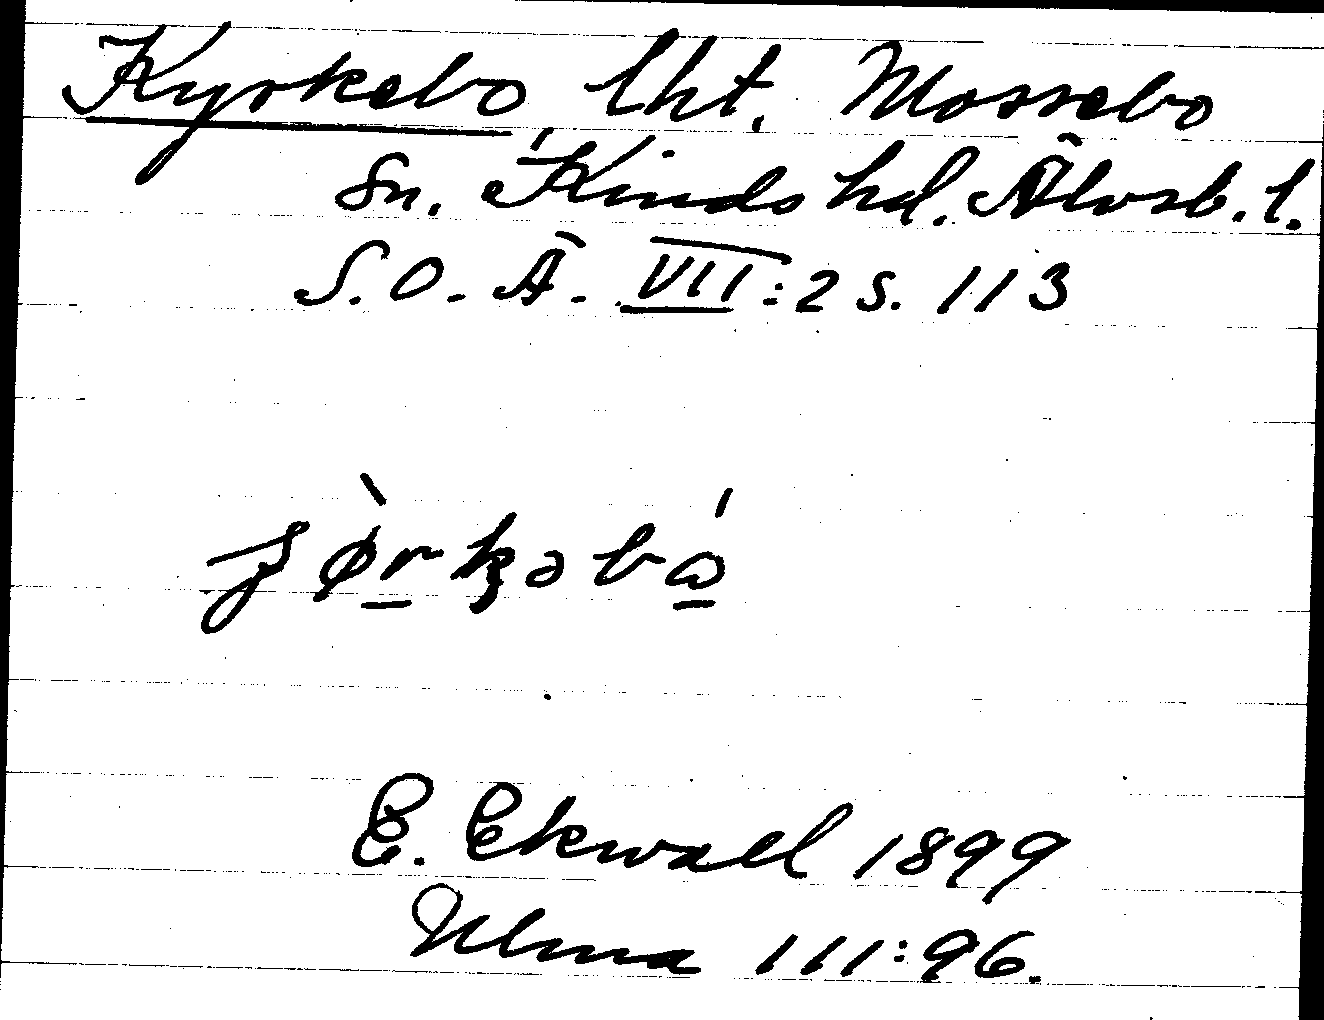 Kyrkebo, lht. Mossebo
Sn. Kinds hd. Älvsb. l.
S. O. Ä. VII:2 s. 113
E. Ekwall 1899
Ulma 111:96.